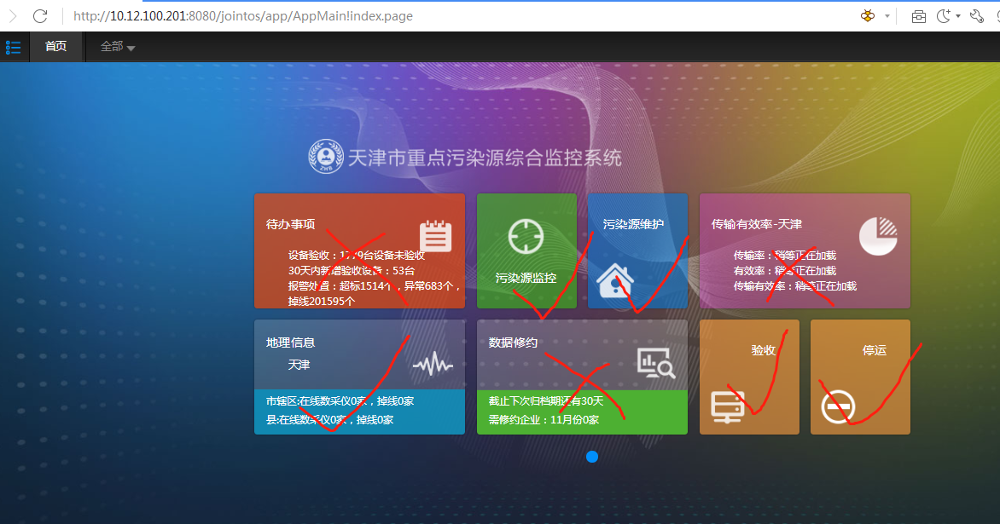 http://10.12.100.201:8080/jointos/app/AppMain!index.page
首页
全部
ZHB
天津市重点污染源综合监控系统
待办事项
设备验收：1779台设备未验收
30天内新增验收设备：53台
报警处置：超标1514个，异常683个，
掉线201595个
污染源监控
污染源维护
传输有效率-天津
传输率：稍等正在加载
有效率：稍等正在加载
传输有效率：稍等正在加载
地理信息
天津
市辖区:在线数采仪0家，掉线0家
县:在线数采仪0家，掉线0家
数据修约
截止下次归档期还有30天
需修约企业：11月份0家
验收
停运